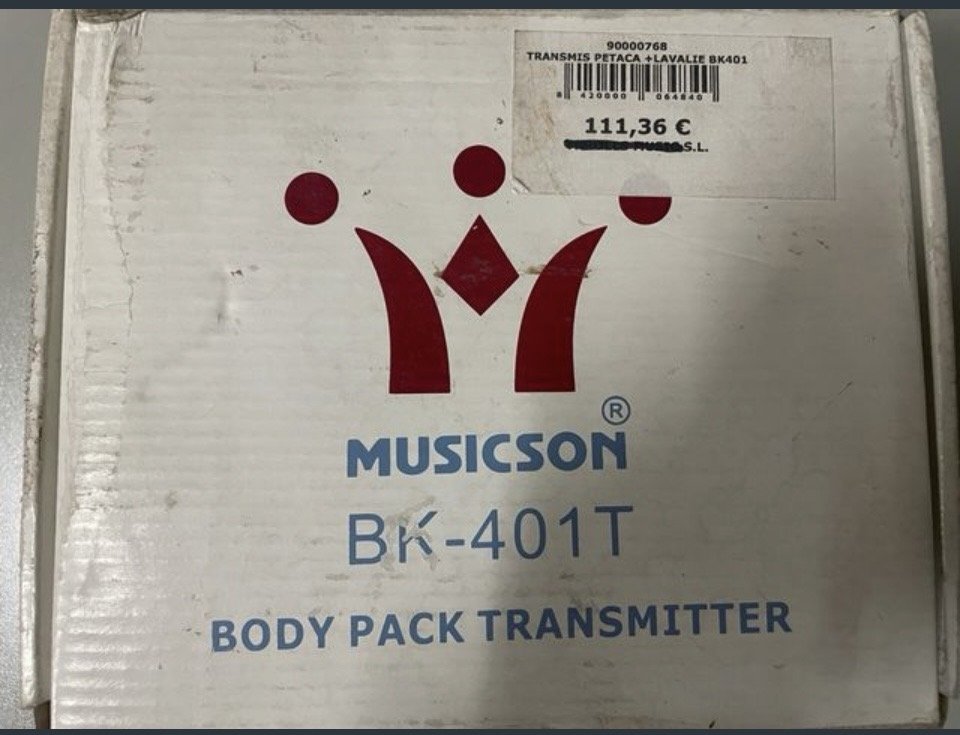 90000768
TRANSMIS PETACA +LAVALIE BK401
8 420000 064840
111,36 €
S.L.
®
MUSICSON
BK-401T
BODY PACK TRANSMITTER